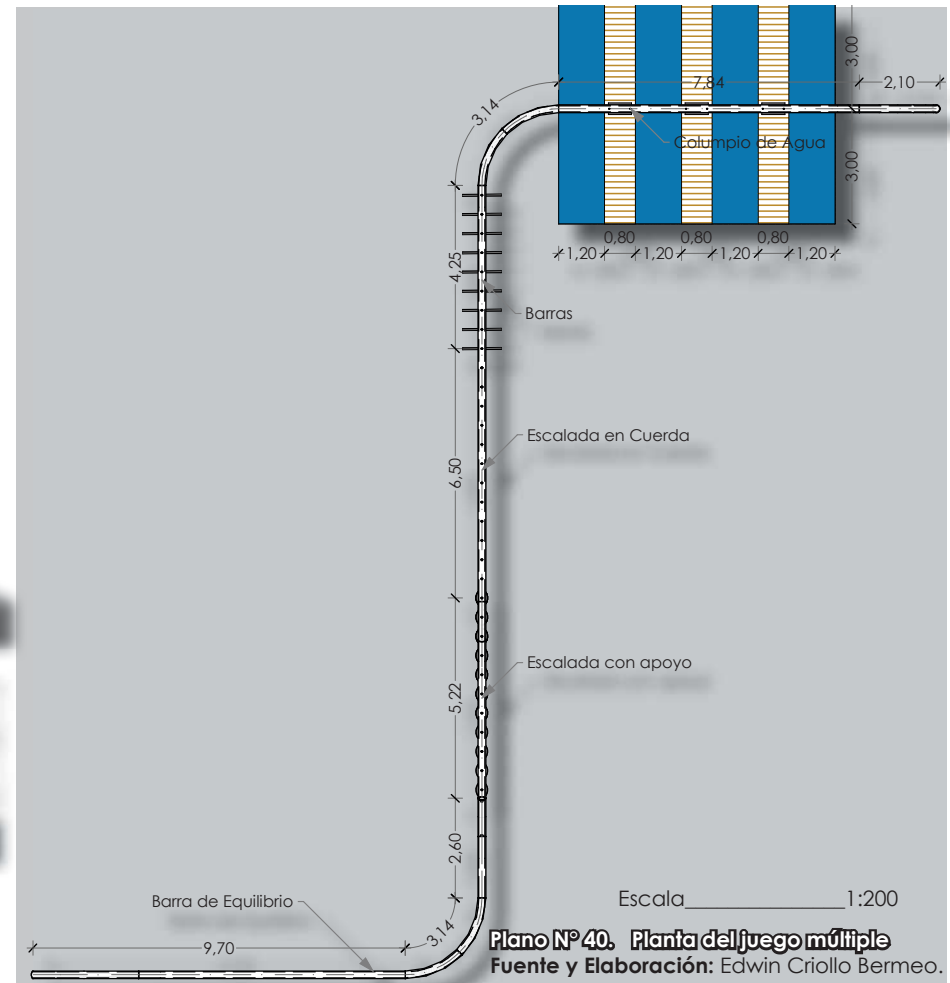 3,00
7,84
2,10
3,14
Columpio de Agua
3,00
0,80
0,80
0,80
1,20
1,20
1,20
1,20
4,25
Barras
Escalada en Cuerda
6,50
Escalada con apoyo
5,22
2,60
Barra de Equilibrio
Escala_______________1:200
9,70
3,14
Plano N° 40. Planta del juego múltiple
Fuente y Elaboración: Edwin Criollo Bermeo.